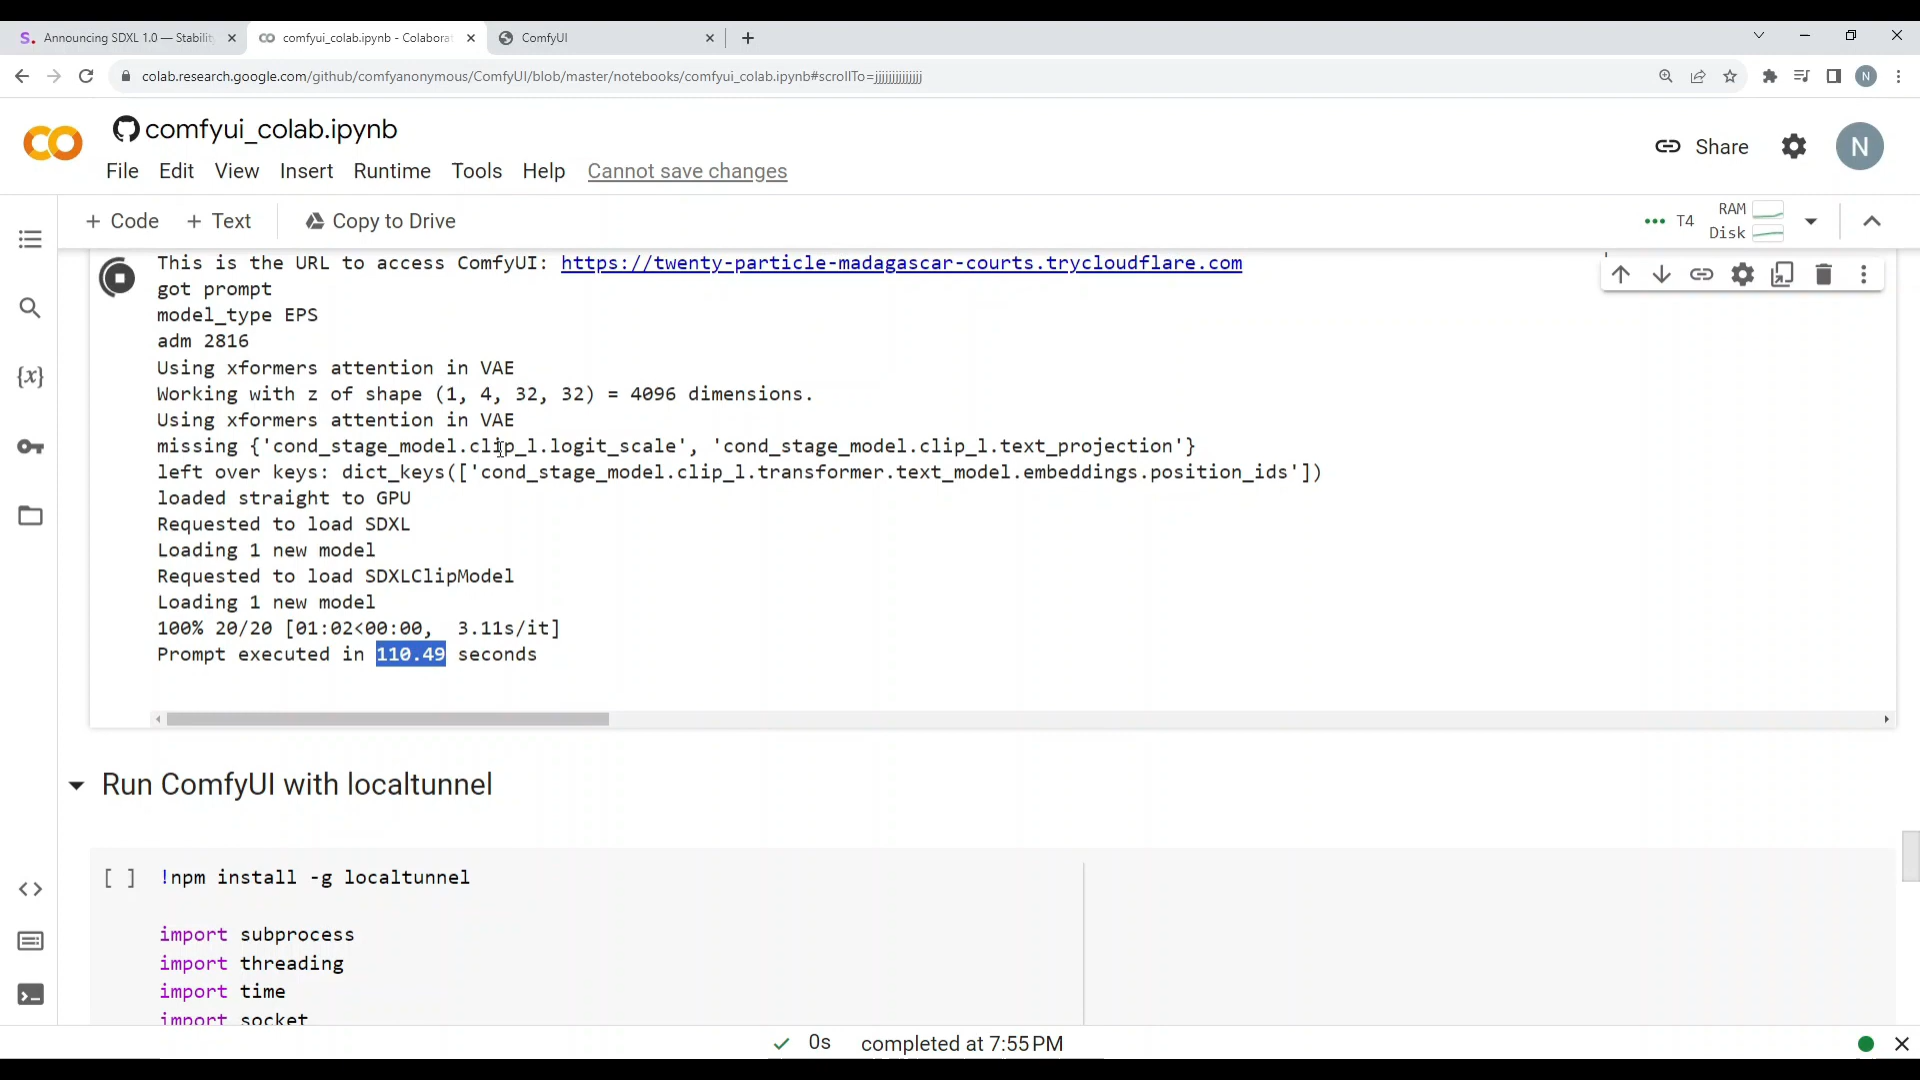 S. Announcing SDXL 1.0 — Stability
comfyui_colab.ipynb - Colaborat
ComfyUI
colab.research.google.com/github/comfyanonymous/ComfyUI/blob/master/notebooks/comfyui_colab.ipynb#scrollTo=jjjjjjjjjjjjjj
N
comfyui_colab.ipynb
File Edit View Insert Runtime Tools Help Cannot save changes
Share
N
+ Code + Text Copy to Drive
T4 RAM
Disk
This is the URL to access ComfyUI: https://twenty-particle-madagascar-courts.trycloudflare.com
got prompt
model_type EPS
adm 2816
Using xformers attention in VAE
Working with z of shape (1, 4, 32, 32) = 4096 dimensions.
Using xformers attention in VAE
missing {'cond_stage_model.clip_l.logit_scale', 'cond_stage_model.clip_l.text_projection'}
left over keys: dict_keys(['cond_stage_model.clip_l.transformer.text_model.embeddings.position_ids'])
loaded straight to GPU
Requested to load SDXL
Loading 1 new model
Requested to load SDXLClipModel
Loading 1 new model
100% 20/20 [01:02<00:00, 3.11s/it]
Prompt executed in 110.49 seconds
Run ComfyUI with localtunnel
[ ] !npm install -g localtunnel
import subprocess
import threading
import time
import socket
0s completed at 7:55 PM